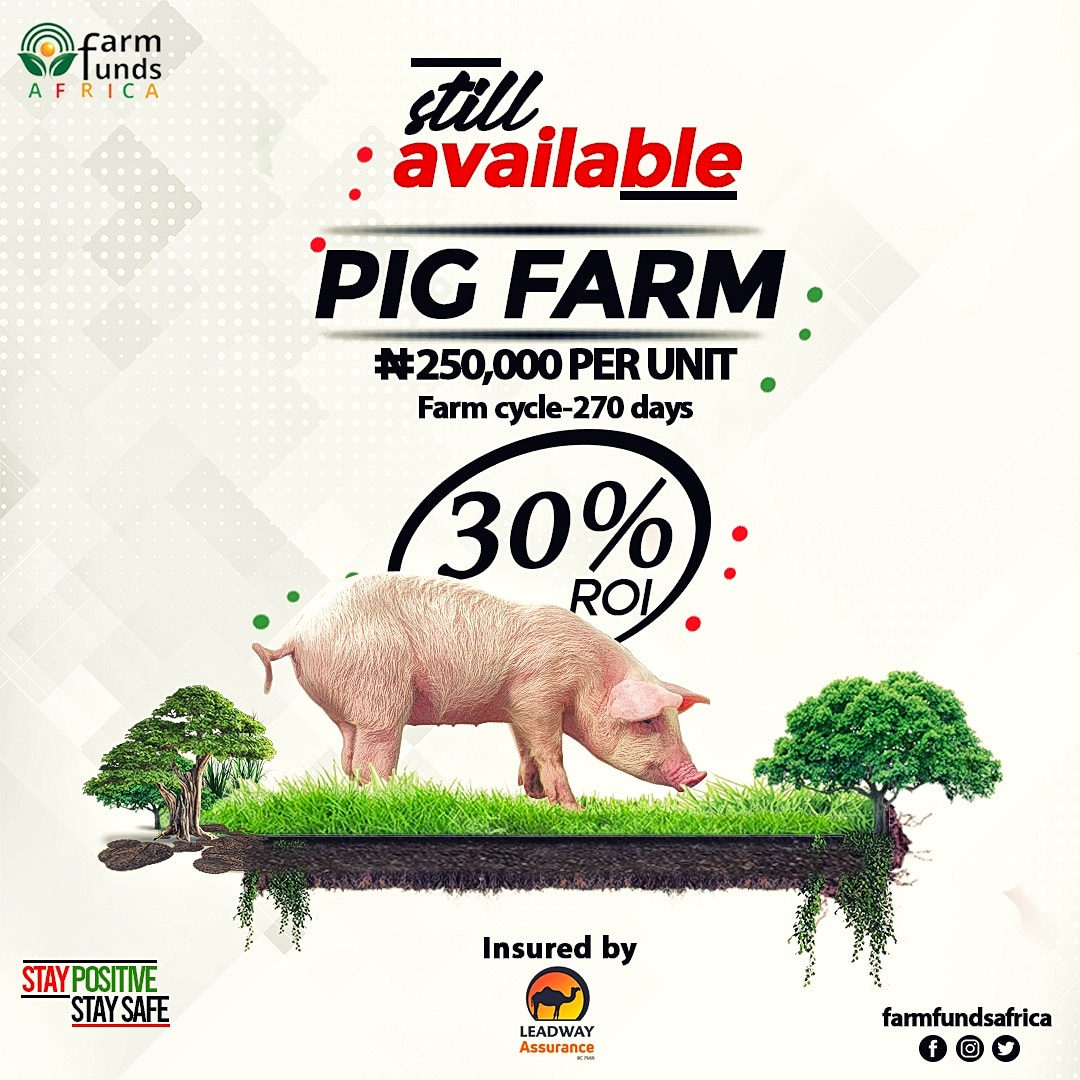 farm
funds
AFRICA
still
available
PIG FARM
₦250,000 PER UNIT
Farm cycle-270 days
30%
ROI
Insured by
LEADWAY
Assurance
STAY POSITIVE
STAY SAFE
farmfundsafrica